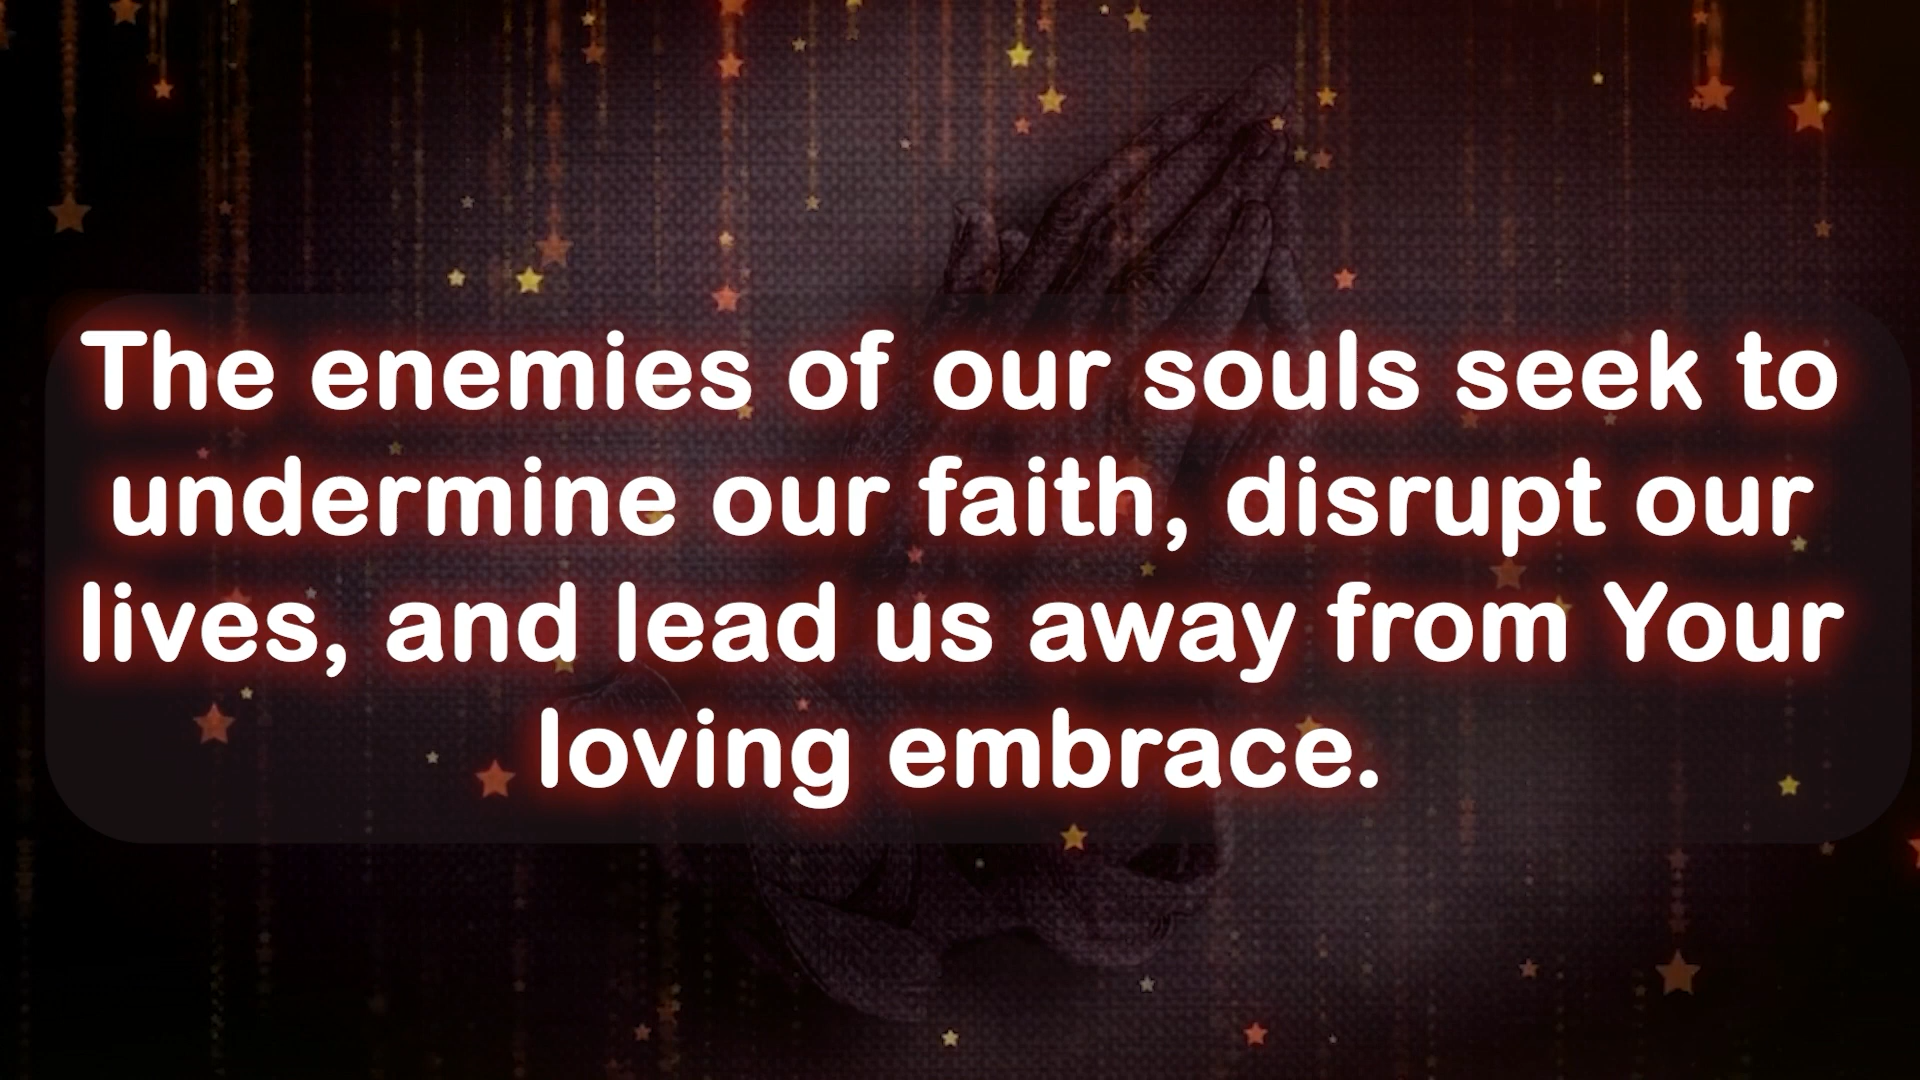 The enemies of our souls seek to
undermine our faith, disrupt our
lives, and lead us away from Your
loving embrace.